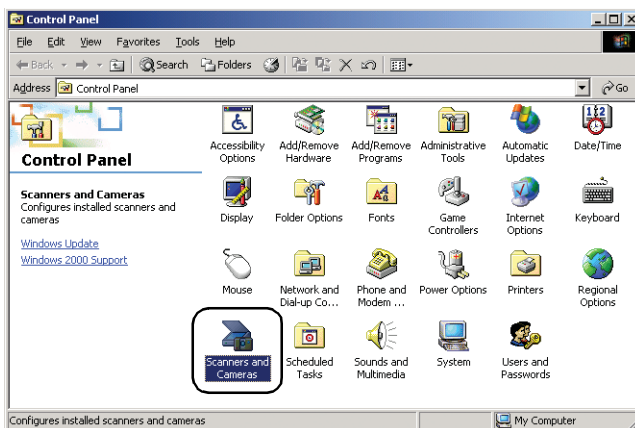 Control Panel
File Edit View Favorites Tools Help
Back Search Folders
Address Control Panel Go
Control Panel
Scanners and Cameras
Configures installed scanners and
cameras
Windows Update
Windows 2000 Support
Accessibility
Options
Add/Remove
Hardware
Add/Remove
Programs
Administrative
Tools
Automatic
Updates
Date/Time
Display
Folder Options
Fonts
Game
Controllers
Internet
Options
Keyboard
Mouse
Network and
Dial-up Co...
Phone and
Modem ...
Power Options
Printers
Regional
Options
Scanners and
Cameras
Scheduled
Tasks
Sounds and
Multimedia
System
Users and
Passwords
Configures installed scanners and cameras My Computer